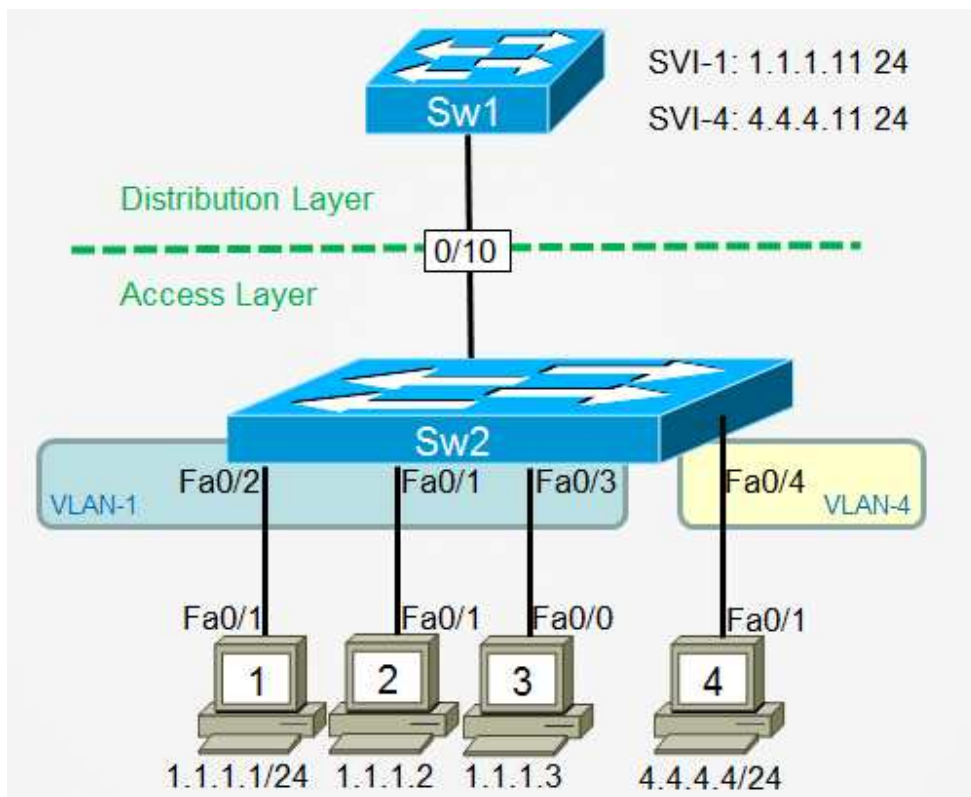 SVI-1: 1.1.1.11 24
Sw1
SVI-4: 4.4.4.11 24
Distribution Layer
0/10
Access Layer
Sw2
Fa0/2
Fa0/1
Fa0/3
Fa0/4
VLAN-1
VLAN-4
Fa0/1
Fa0/1
Fa0/0
Fa0/1
1
2
3
4
1.1.1.1/24
1.1.1.2
1.1.1.3
4.4.4.4/24